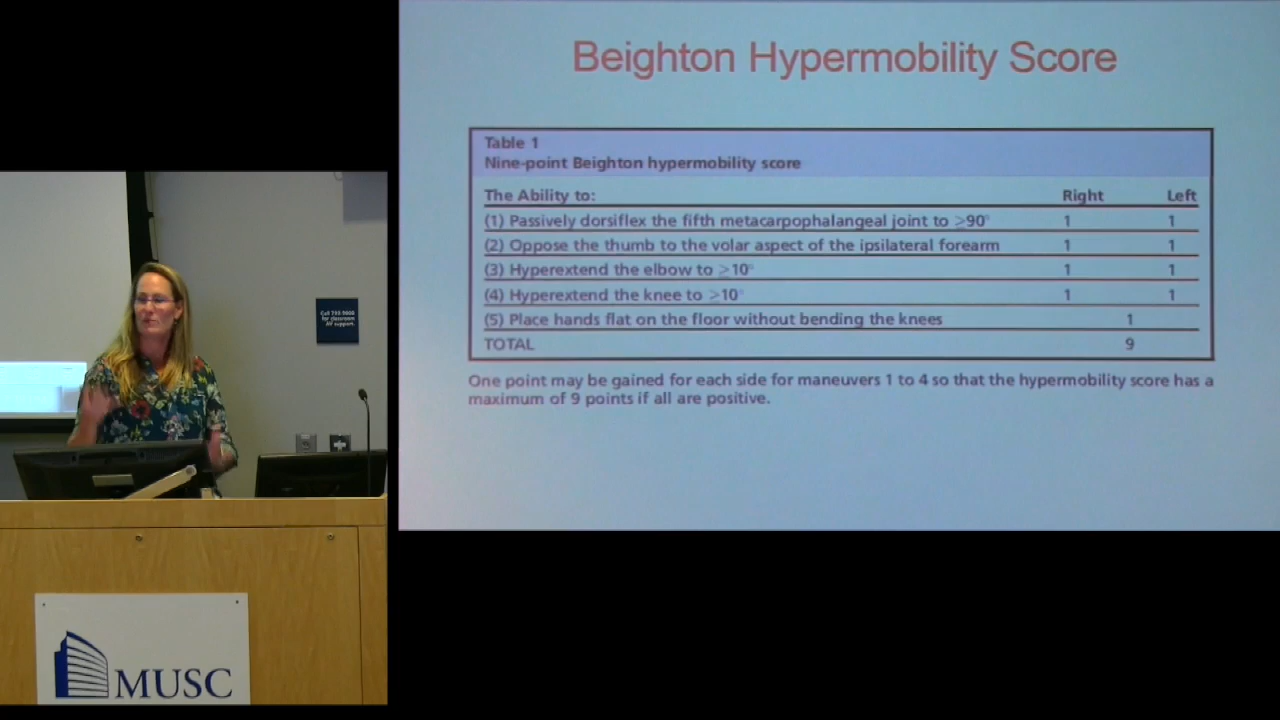 Beighton Hypermobility Score
Table 1
Nine-point Beighton hypermobility score
The Ability to: Right Left
(1) Passively dorsiflex the fifth metacarpophalangeal joint to ≥90° 1 1
(2) Oppose the thumb to the volar aspect of the ipsilateral forearm 1 1
(3) Hyperextend the elbow to ≥10° 1 1
(4) Hyperextend the knee to ≥10° 1 1
(5) Place hands flat on the floor without bending the knees 1
TOTAL 9
One point may be gained for each side for maneuvers 1 to 4 so that the hypermobility score has a
maximum of 9 points if all are positive.
Call
for classroom
AV support.
MUSC